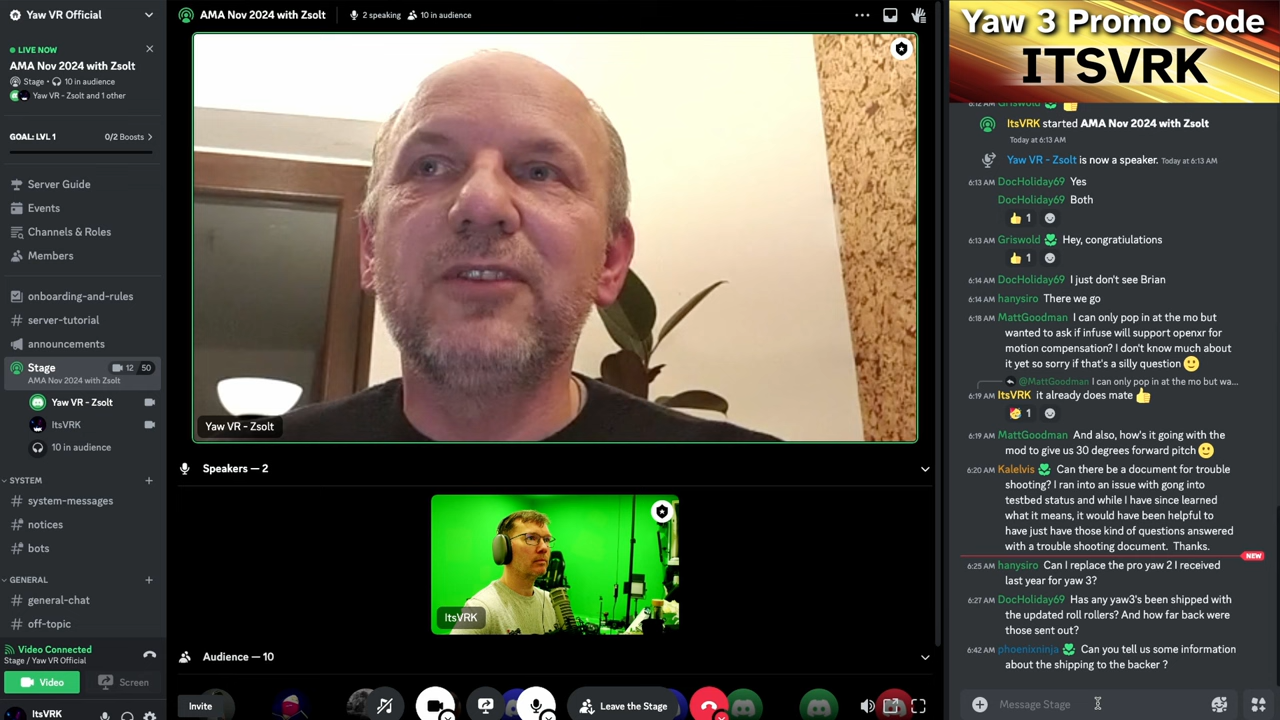 Yaw VR Official
LIVE NOW
AMA Nov 2024 with Zsolt
Stage • 10 in audience
Yaw VR - Zsolt and 1 other
GOAL: LVL 1 0/2 Boosts >
Server Guide
Events
Channels & Roles
Members
onboarding-and-rules
# server-tutorial
announcements
Stage 12 50
AMA Nov 2024 with Zsolt
Yaw VR - Zsolt
ItsVRK
10 in audience
SYSTEM +
# system-messages
# notices
# bots
GENERAL +
# general-chat
# off-topic
Video Connected
Stage / Yaw VR Official
Video Screen
ItsVRK
AMA Nov 2024 with Zsolt 2 speaking 10 in audience
Yaw VR - Zsolt
Speakers — 2
ItsVRK
Audience — 10
Invite
Leave the Stage
Yaw 3 Promo Code
ITSVRK
6:12 AM Griswold
ItsVRK started AMA Nov 2024 with Zsolt
Today at 6:13 AM
Yaw VR - Zsolt is now a speaker. Today at 6:13 AM
6:13 AM DocHoliday69 Yes
DocHoliday69 Both
1
6:13 AM Griswold Hey, congratiulations
1
6:14 AM DocHoliday69 I just don't see Brian
6:14 AM hanysiro There we go
6:18 AM MattGoodman I can only pop in at the mo but
wanted to ask if infuse will support openxr for
motion compensation? I don't know much about
it yet so sorry if that's a silly question
@MattGoodman I can only pop in at the mo but wa...
6:19 AM ItsVRK it already does mate
1
6:19 AM MattGoodman And also, how's it going with the
mod to give us 30 degrees forward pitch
6:20 AM Kalelvis Can there be a document for trouble
shooting? I ran into an issue with gong into
testbed status and while I have since learned
what it means, it would have been helpful to
have just have those kind of questions answered
with a trouble shooting document. Thanks.
NEW
6:25 AM hanysiro Can I replace the pro yaw 2 I received
last year for yaw 3?
6:27 AM DocHoliday69 Has any yaw3's been shipped with
the updated roll rollers? And how far back were
those sent out?
6:42 AM phoenixninja Can you tell us some information
about the shipping to the backer ?
Message Stage